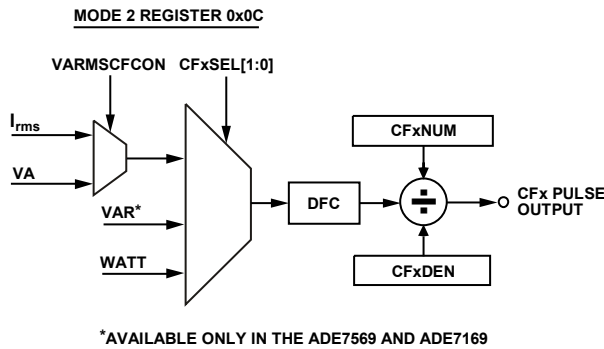 MODE 2 REGISTER 0x0C
VARMSCFCON
CFxSEL[1:0]
Irms
VA
VAR*
WATT
DFC
CFxNUM
÷
CFxDEN
CFx PULSE
OUTPUT
*AVAILABLE ONLY IN THE ADE7569 AND ADE7169